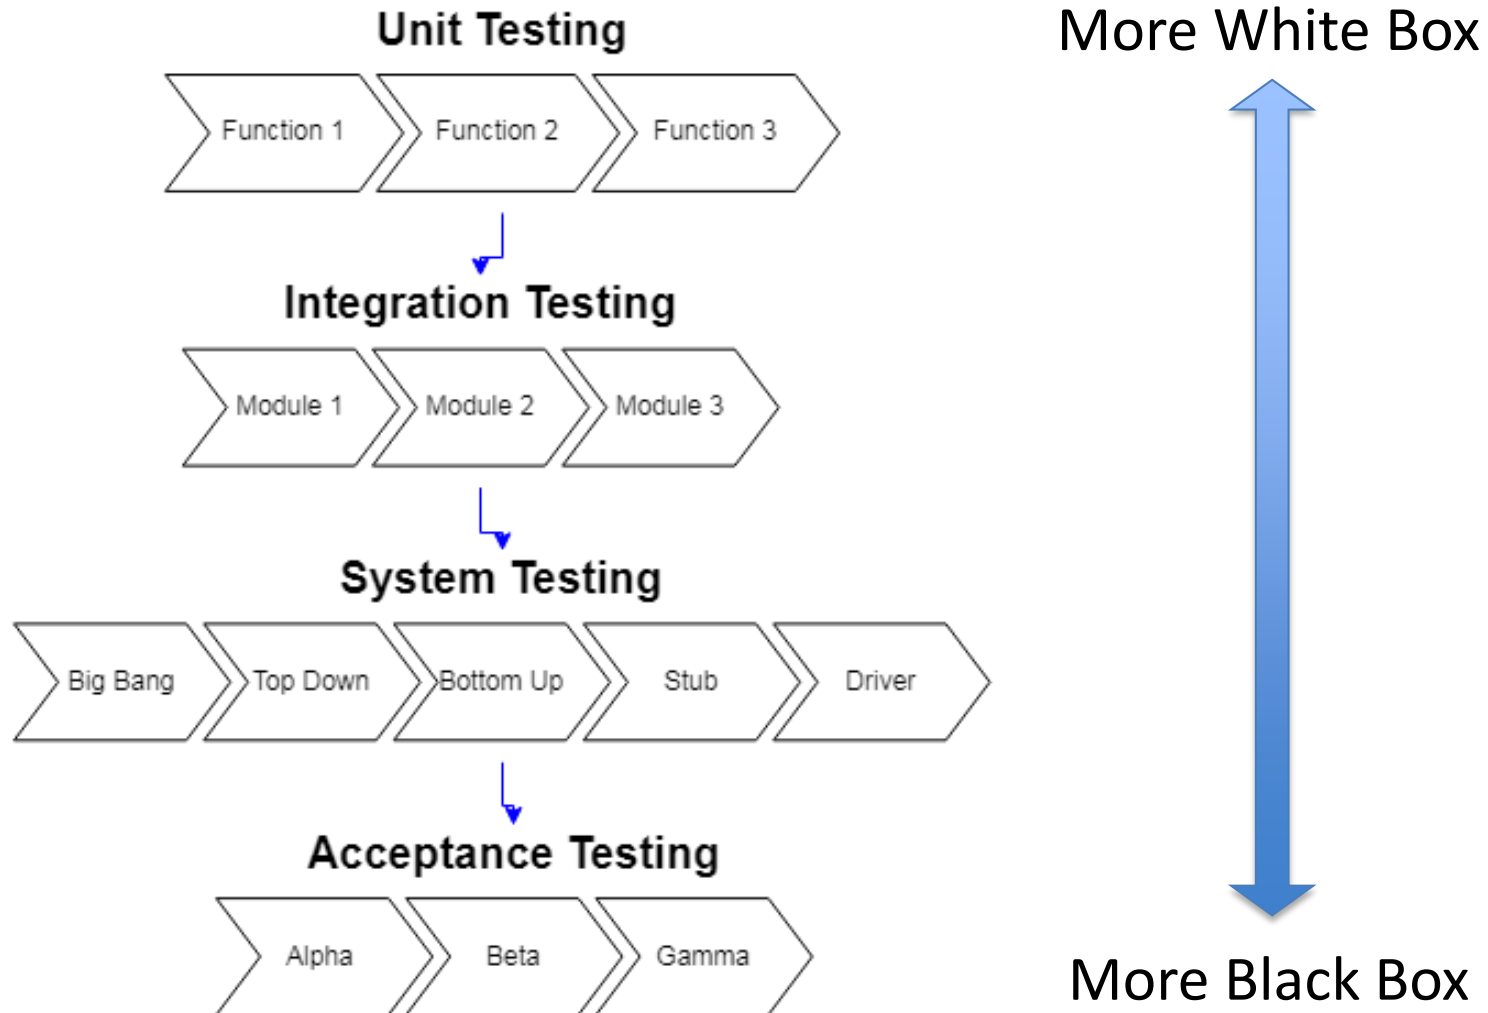 Unit Testing
More White Box
Function 1
Function 2
Function 3
Integration Testing
Module 1
Module 2
Module 3
System Testing
Big Bang
Top Down
Bottom Up
Stub
Driver
Acceptance Testing
Alpha
Beta
Gamma
More Black Box